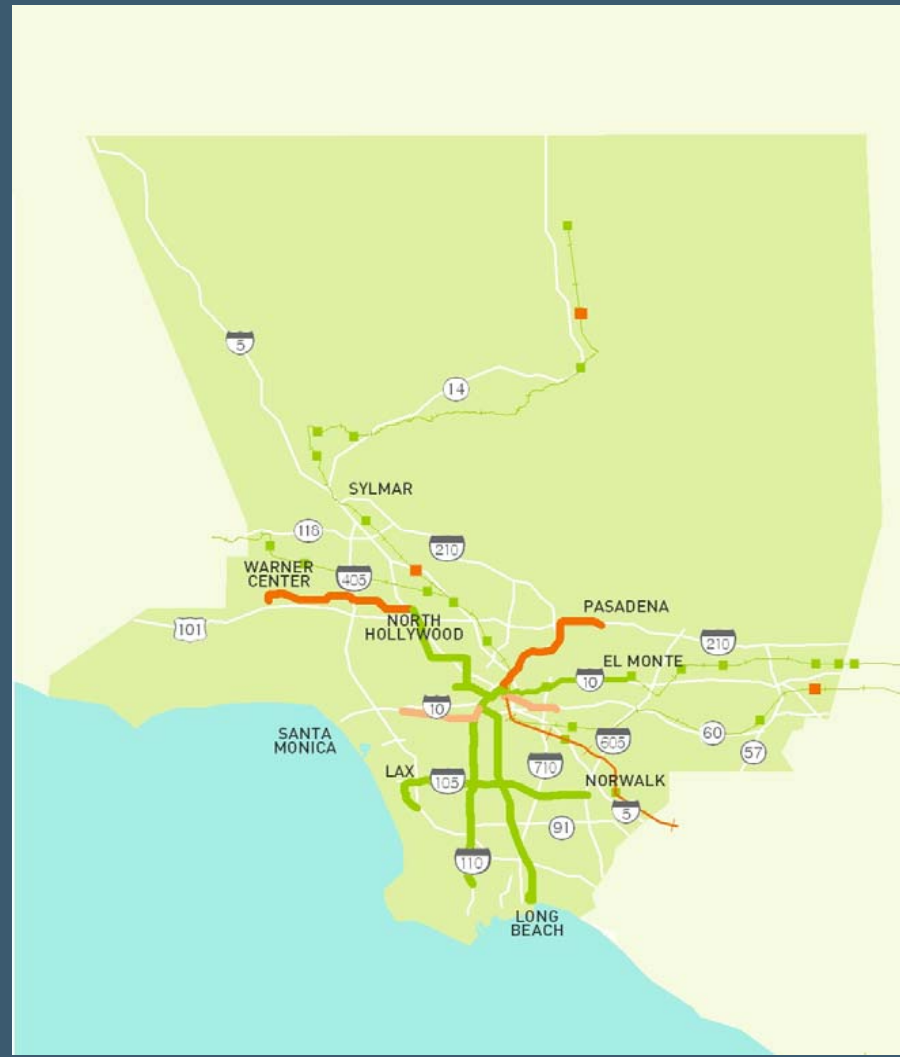 5
14
SYLMAR
118
210
WARNER
CENTER
405
PASADENA
101
NORTH
HOLLYWOOD
210
EL MONTE
10
10
SANTA
MONICA
605
60
57
LAX
105
710
NORWALK
5
91
110
LONG
BEACH